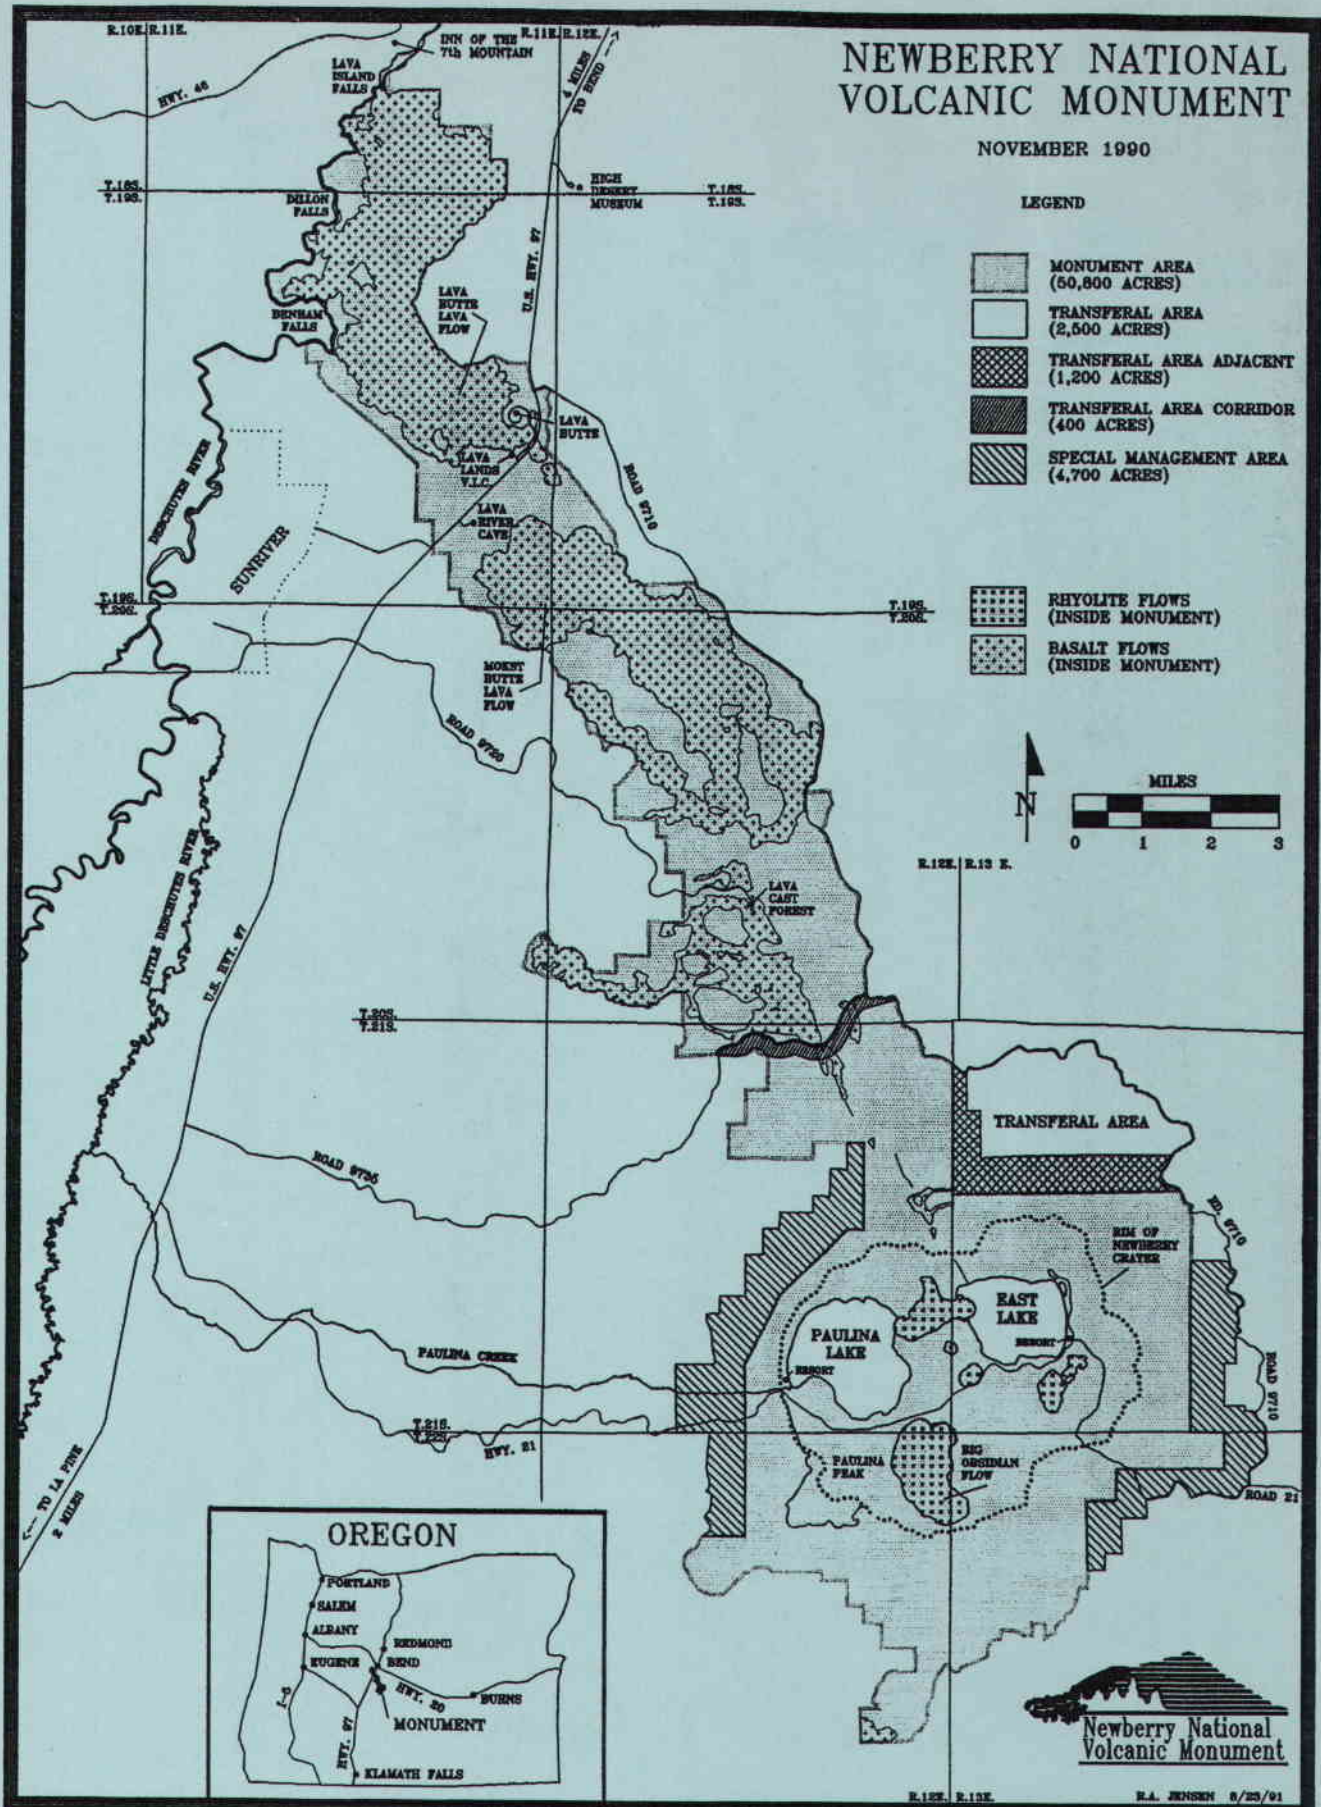 NEWBERRY NATIONAL
VOLCANIC MONUMENT
NOVEMBER 1990
LEGEND
MONUMENT AREA
(50,800 ACRES)
TRANSFERAL AREA
(2,500 ACRES)
TRANSFERAL AREA ADJACENT
(1,200 ACRES)
TRANSFERAL AREA CORRIDOR
(400 ACRES)
SPECIAL MANAGEMENT AREA
(4,700 ACRES)
RHYOLITE FLOWS
(INSIDE MONUMENT)
BASALT FLOWS
(INSIDE MONUMENT)
N
MILES
0 1 2 3
R.10E. R.11E.
R.11E. R.12E.
INN OF THE
7th MOUNTAIN
LAVA
ISLAND
FALLS
HWY. 46
4 MILES
TO BEND
HIGH
DESERT
MUSEUM
T.18S.
T.19S.
T.18S.
T.19S.
DILLON
FALLS
U.S. HWY. 97
LAVA
BUTTE
LAVA
FLOW
BENHAM
FALLS
LAVA
BUTTE
LAVA
LANDS
V.I.C.
ROAD 9710
DESCHUTES RIVER
LAVA
RIVER
CAVE
SUNRIVER
T.19S.
T.20S.
T.19S.
T.20S.
MOKST
BUTTE
LAVA
FLOW
ROAD 9720
LITTLE DESCHUTES RIVER
U.S. HWY. 97
R.12E. R.13 E.
LAVA
CAST
FOREST
T.20S.
T.21S.
TRANSFERAL AREA
ROAD 9735
RD. 9710
RIM OF
NEWBERRY
CRATER
EAST
LAKE
RESORT
PAULINA
LAKE
RESORT
PAULINA CREEK
ROAD 9710
T.21S.
T.22S.
HWY. 21
PAULINA
PEAK
BIG
OBSIDIAN
FLOW
ROAD 21
TO LA PINE
2 MILES
OREGON
PORTLAND
SALEM
ALBANY
REDMOND
EUGENE
BEND
I-5
HWY. 20
BURNS
MONUMENT
HWY. 97
KLAMATH FALLS
Newberry National
Volcanic Monument
R.12E. R.13E.
R.A. JENSEN 8/23/91